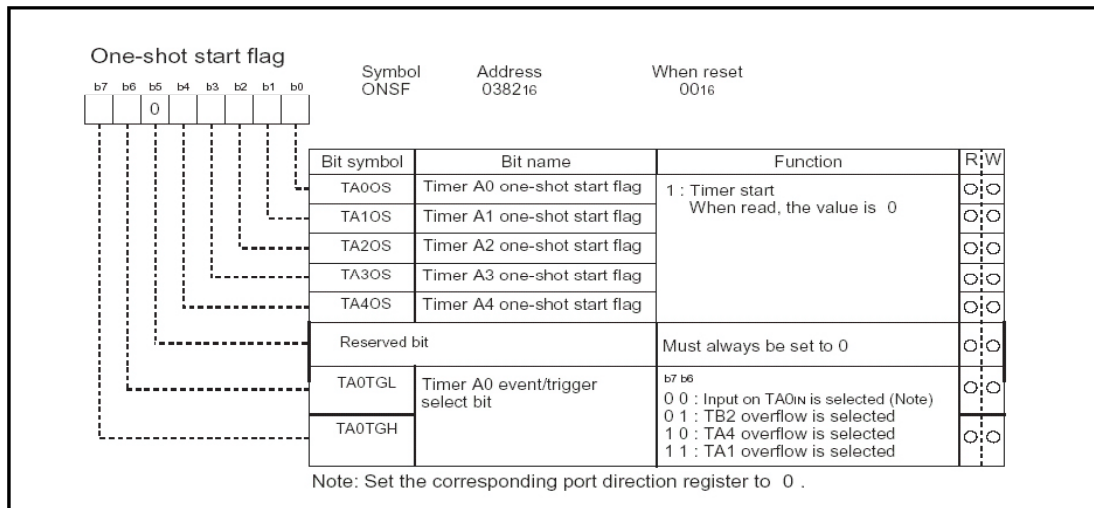 One-shot start flag
Symbol Address When reset
ONSF 038216 0016
b7 b6 b5 b4 b3 b2 b1 b0
0
Bit symbol Bit name Function R W
TA0OS Timer A0 one-shot start flag 1 : Timer start
When read, the value is 0
TA1OS Timer A1 one-shot start flag
TA2OS Timer A2 one-shot start flag
TA3OS Timer A3 one-shot start flag
TA4OS Timer A4 one-shot start flag
Reserved bit Must always be set to 0
TA0TGL Timer A0 event/trigger
select bit
b7 b6
0 0 : Input on TA0IN is selected (Note)
0 1 : TB2 overflow is selected
1 0 : TA4 overflow is selected
1 1 : TA1 overflow is selected
TA0TGH
Note: Set the corresponding port direction register to 0 .